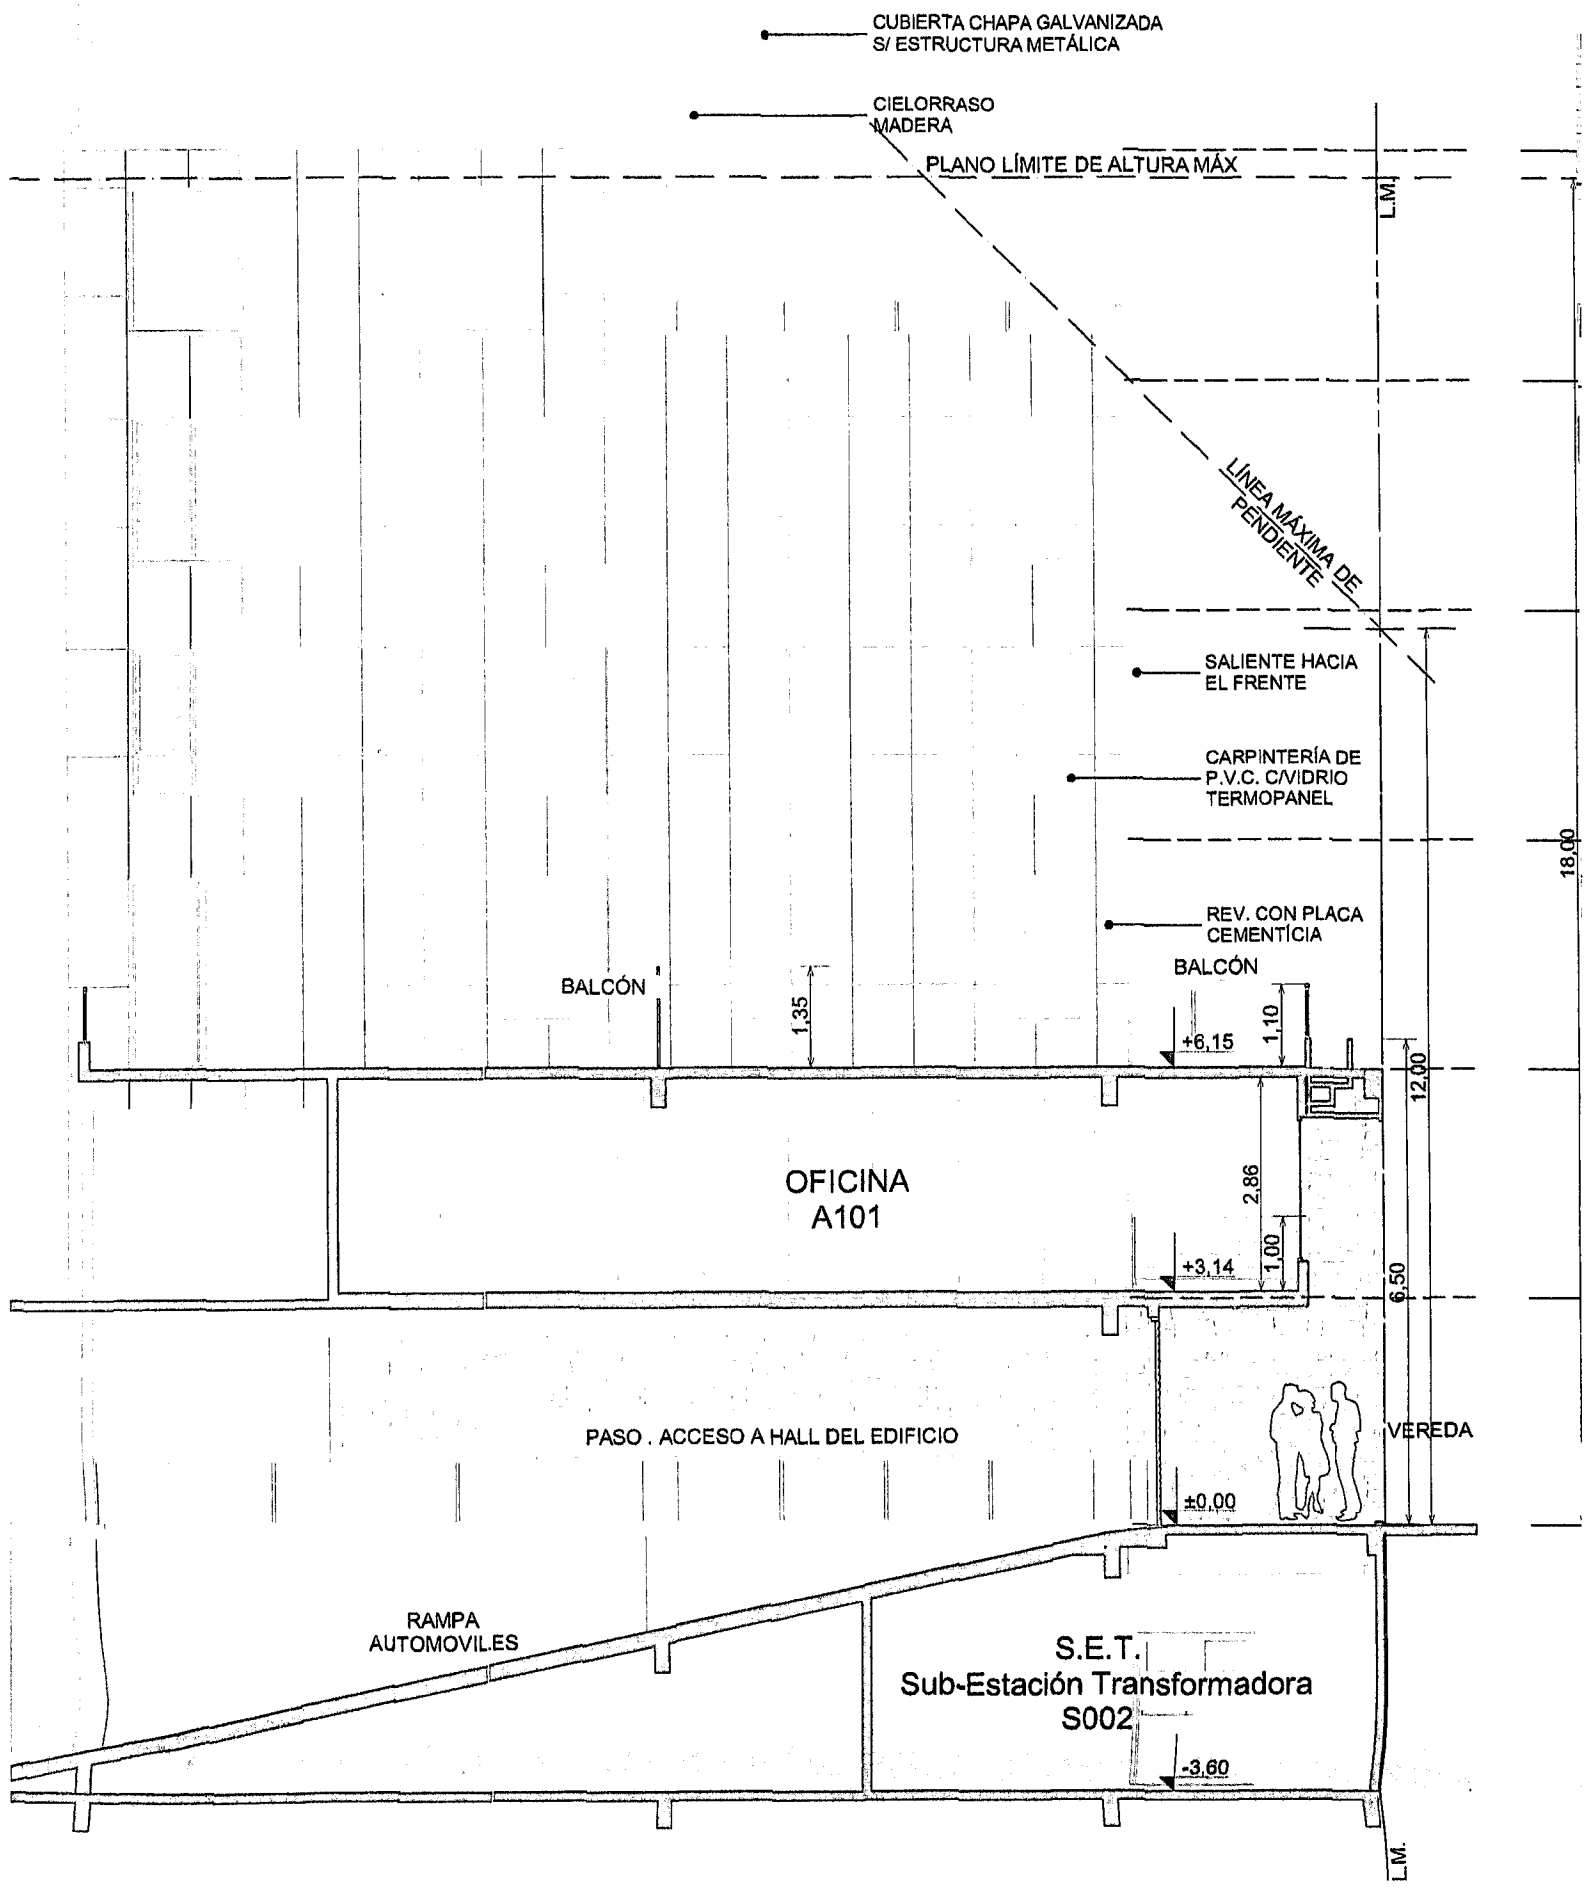 CUBIERTA CHAPA GALVANIZADA
S/ ESTRUCTURA METÁLICA
CIELORRASO
MADERA
PLANO LÍMITE DE ALTURA MÁX
L.M.
LÍNEA MÁXIMA DE
PENDIENTE
SALIENTE HACIA
EL FRENTE
CARPINTERÍA DE
P.V.C. C/VIDRIO
TERMOPANEL
18,00
REV. CON PLACA
CEMENTÍCIA
BALCÓN
BALCÓN
1,35
+6,15
1,10
12,00
OFICINA
A101
2,86
+3,14
1,00
6,50
PASO . ACCESO A HALL DEL EDIFICIO
VEREDA
±0,00
RAMPA
AUTOMOVILES
S.E.T.
Sub-Estación Transformadora
S002
-3,60
L.M.